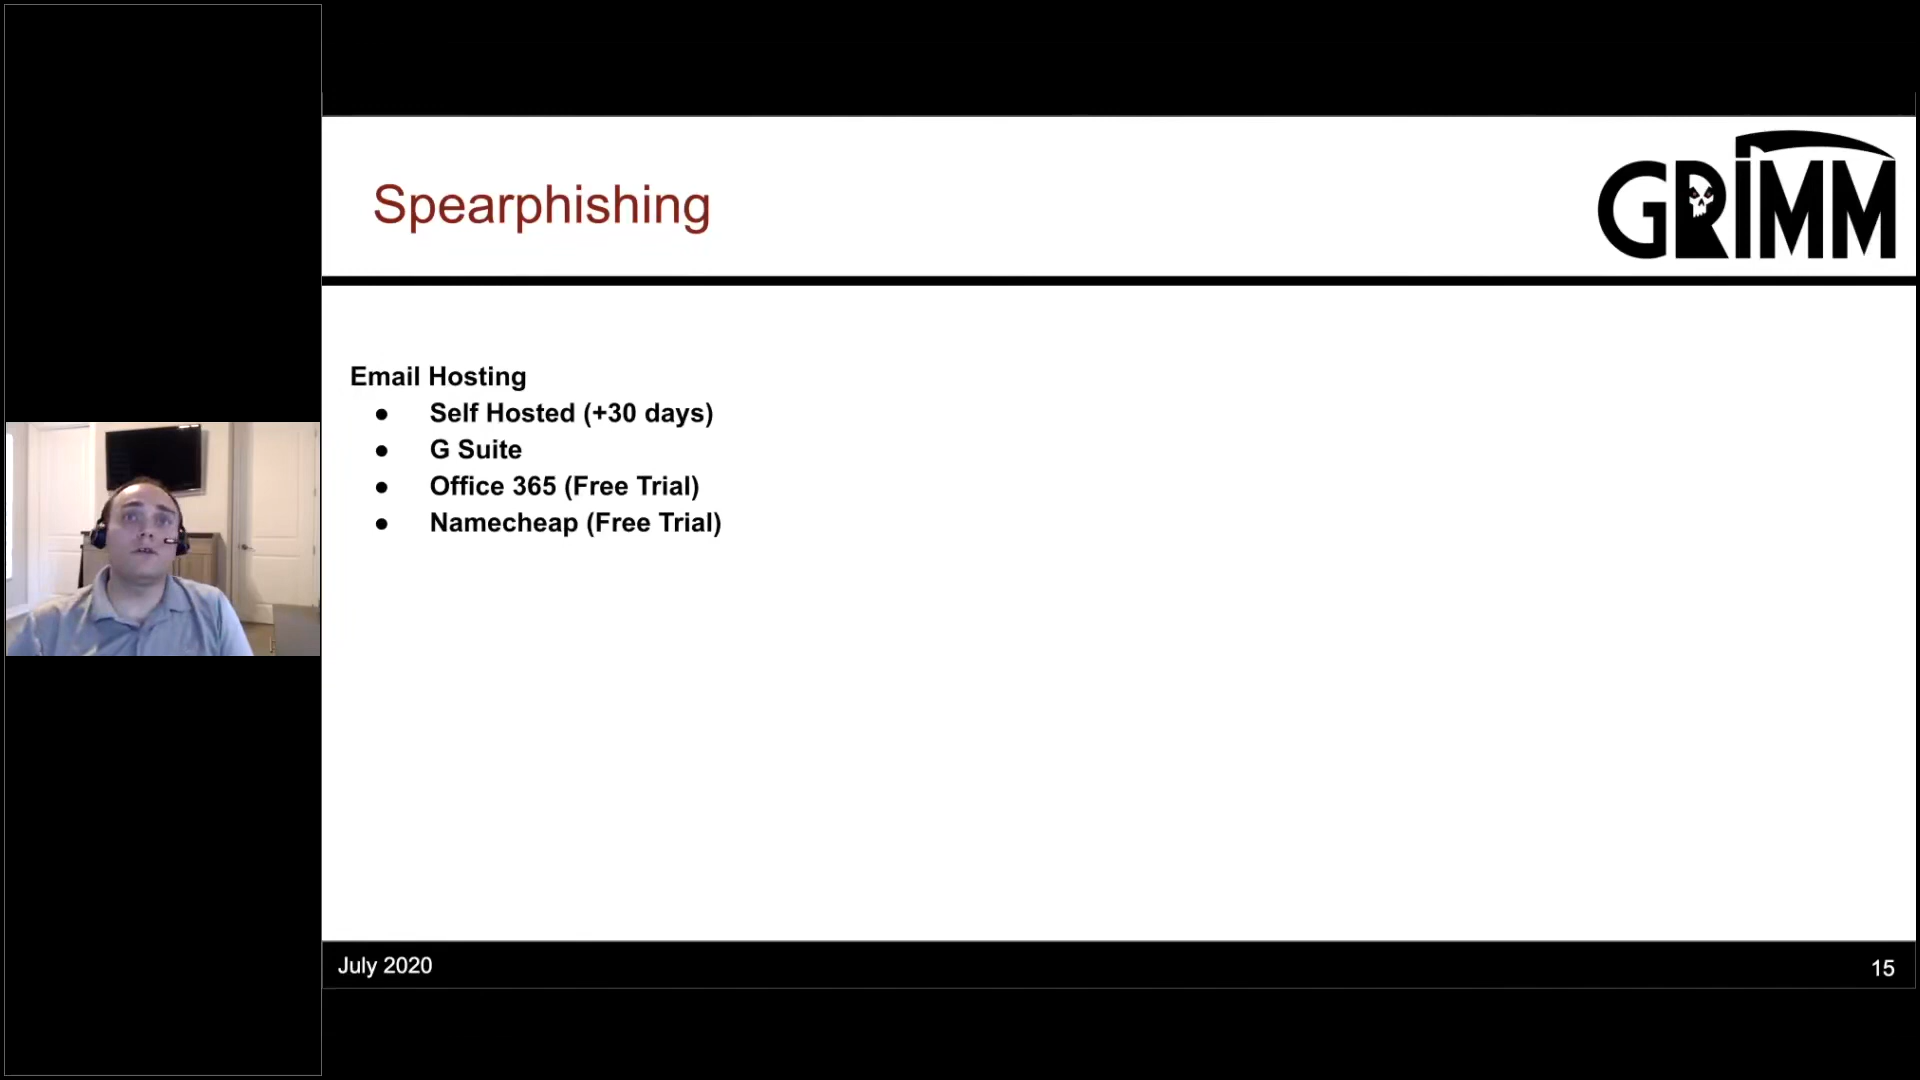 Spearphishing
GRIMM
Email Hosting
● Self Hosted (+30 days)
● G Suite
● Office 365 (Free Trial)
● Namecheap (Free Trial)
July 2020
15